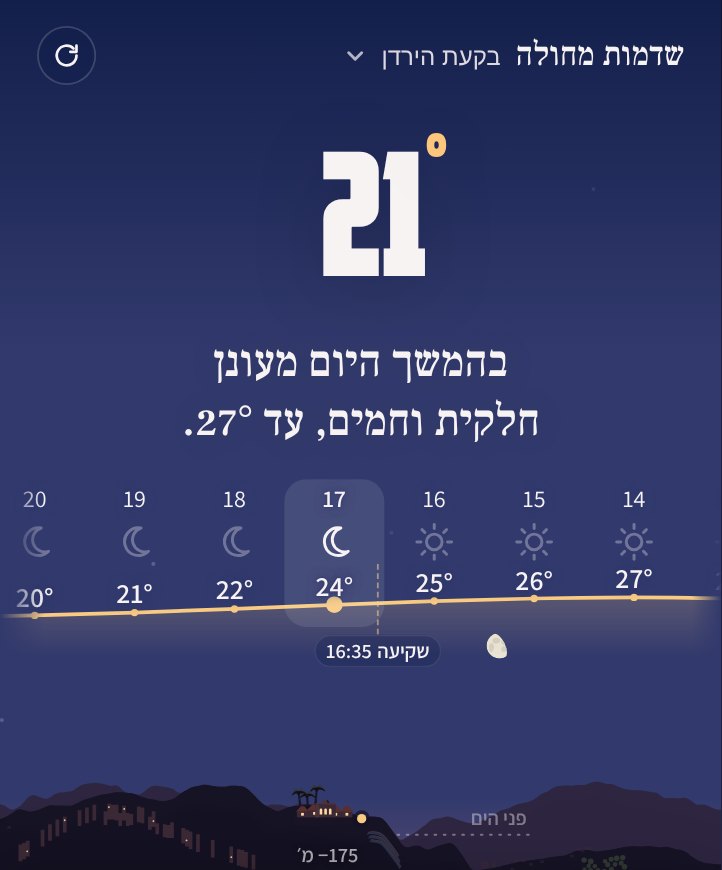 שדמות מחולה בקעת הירדן
21°
בהמשך היום מעונן
חלקית וחמים, עד 27°.
14 15 16 17 18 19 20
27° 26° 25° 24° 22° 21° 20°
שקיעה 16:35
פני הים
−175 מ׳